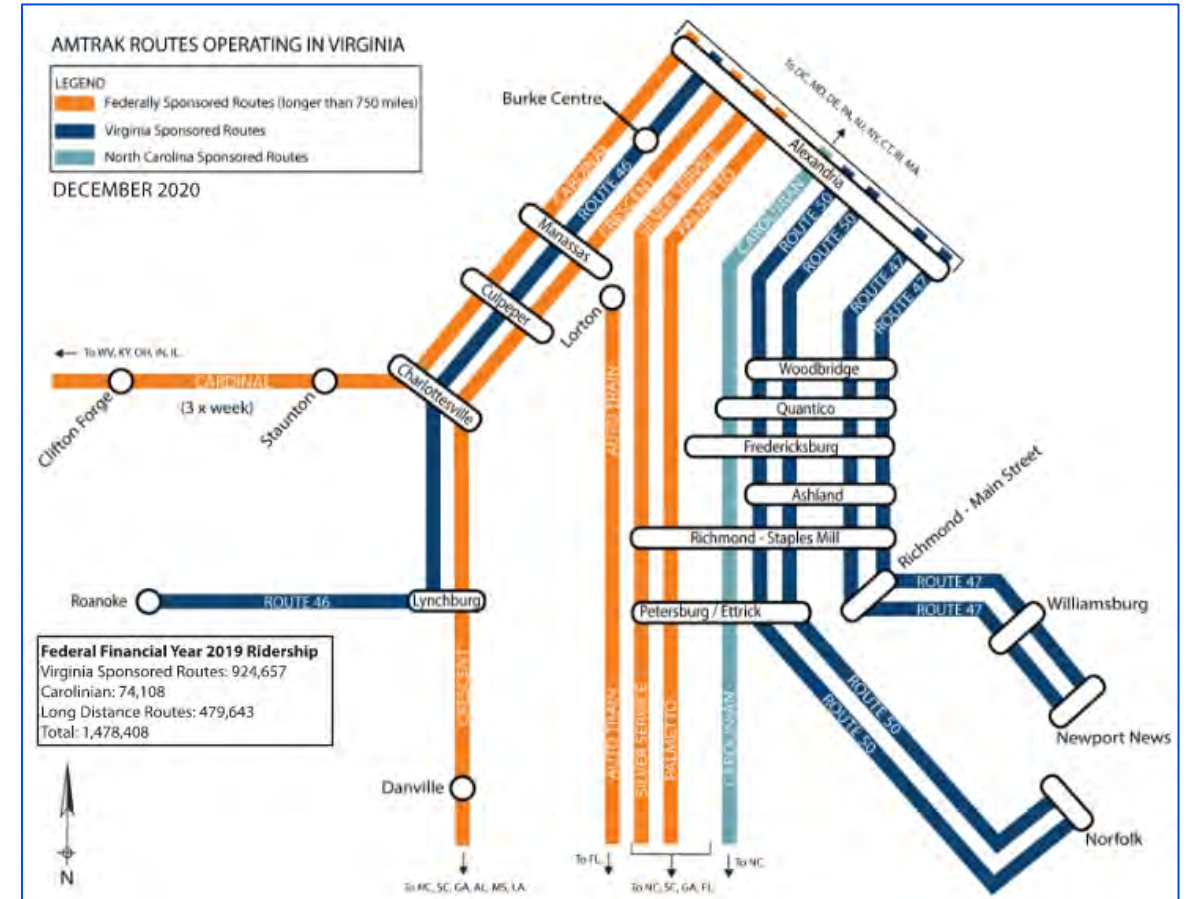 AMTRAK ROUTES OPERATING IN VIRGINIA
LEGEND
Federally Sponsored Routes (longer than 750 miles)
Virginia Sponsored Routes
North Carolina Sponsored Routes
DECEMBER 2020
Burke Centre
To DC, MD, DE, PA, NJ, NY, CT, RI, MA
Alexandria
CARDINAL
ROUTE 46
CRESCENT
SILVER SERVICE
PALMETTO
CAROLINIAN
ROUTE 50
ROUTE 50
ROUTE 47
ROUTE 47
Manassas
Culpeper
Lorton
Charlottesville
To WV, KY, OH, IN, IL.
CARDINAL
(3 x week)
Clifton Forge
Staunton
AUTO TRAIN
Woodbridge
Quantico
Fredericksburg
Ashland
Richmond - Staples Mill
Richmond - Main Street
Roanoke
ROUTE 46
Lynchburg
Petersburg / Ettrick
ROUTE 47
ROUTE 47
Williamsburg
Newport News
Federal Financial Year 2019 Ridership
Virginia Sponsored Routes: 924,657
Carolinian: 74,108
Long Distance Routes: 479,643
Total: 1,478,408
CRESCENT
AUTO TRAIN
SILVER SERVICE
PALMETTO
CAROLINIAN
ROUTE 50
ROUTE 50
Danville
Norfolk
N
To NC, SC, GA, AL, MS, LA.
To FL.
To NC, SC, GA, FL.
To NC